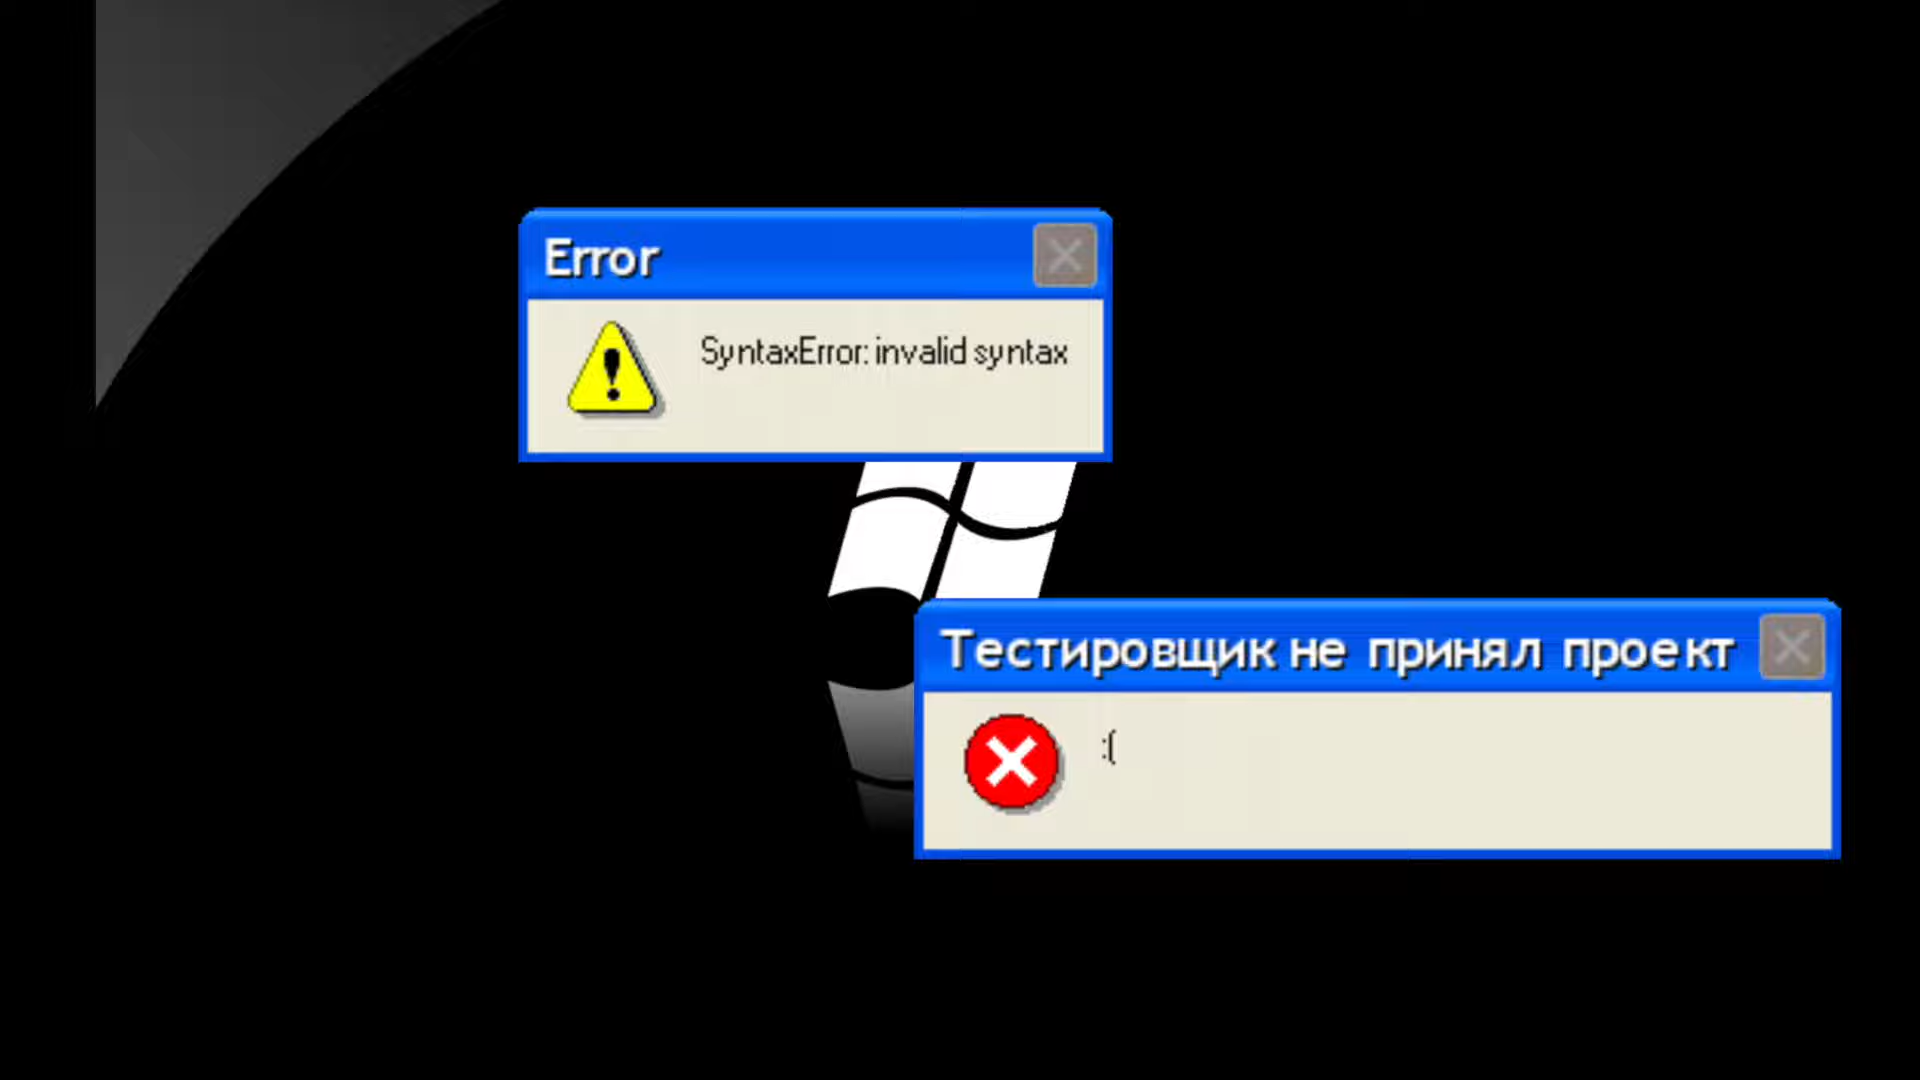 Error
SyntaxError: invalid syntax
Тестировщик не принял проект
:(